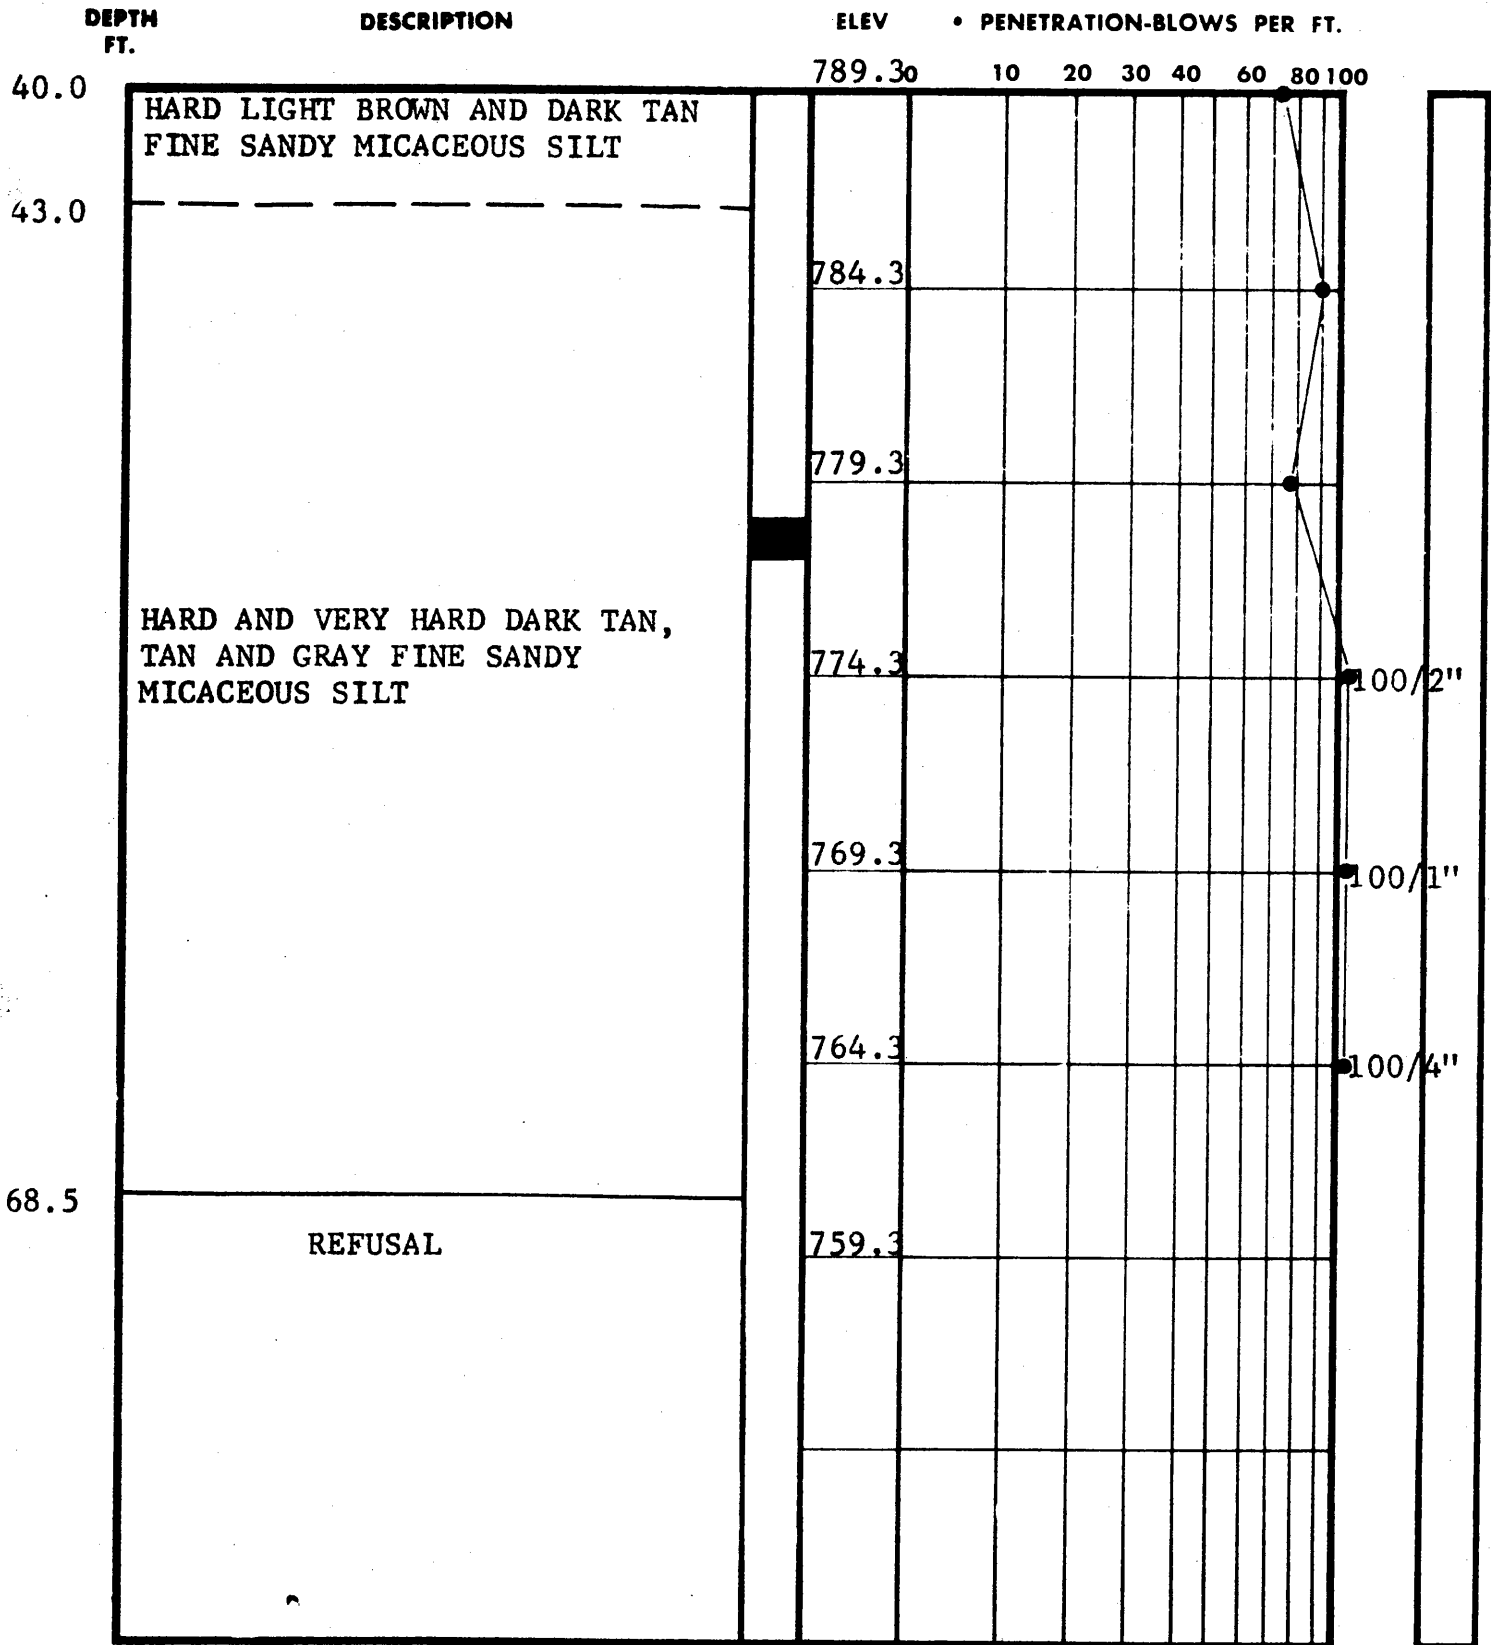 DEPTH FT. DESCRIPTION ELEV • PENETRATION-BLOWS PER FT.
789.3 0 10 20 30 40 60 80 100
40.0
HARD LIGHT BROWN AND DARK TAN
FINE SANDY MICACEOUS SILT
43.0
784.3
779.3
HARD AND VERY HARD DARK TAN,
TAN AND GRAY FINE SANDY
MICACEOUS SILT
774.3 100/2"
769.3 100/1"
764.3 100/4"
68.5
REFUSAL
759.3